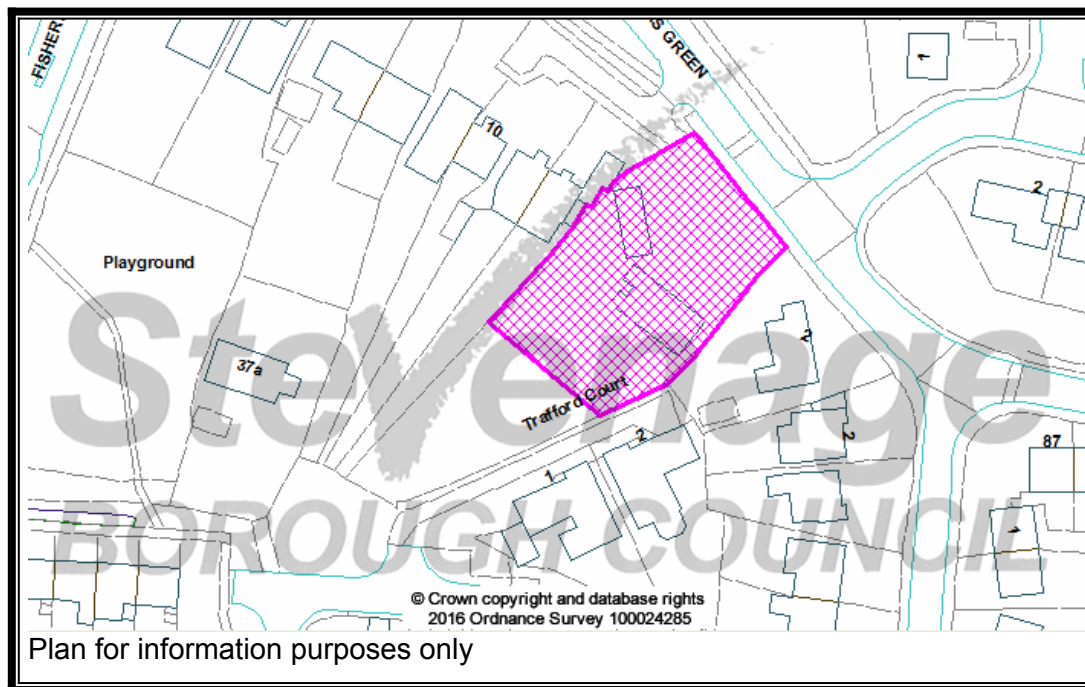 FISHER
S GREEN
1
10
2
Playground
Stevenage
2
37a
Trafford Court
2
2
87
1
1
BOROUGH COUNCIL
© Crown copyright and database rights
2016 Ordnance Survey 100024285
Plan for information purposes only